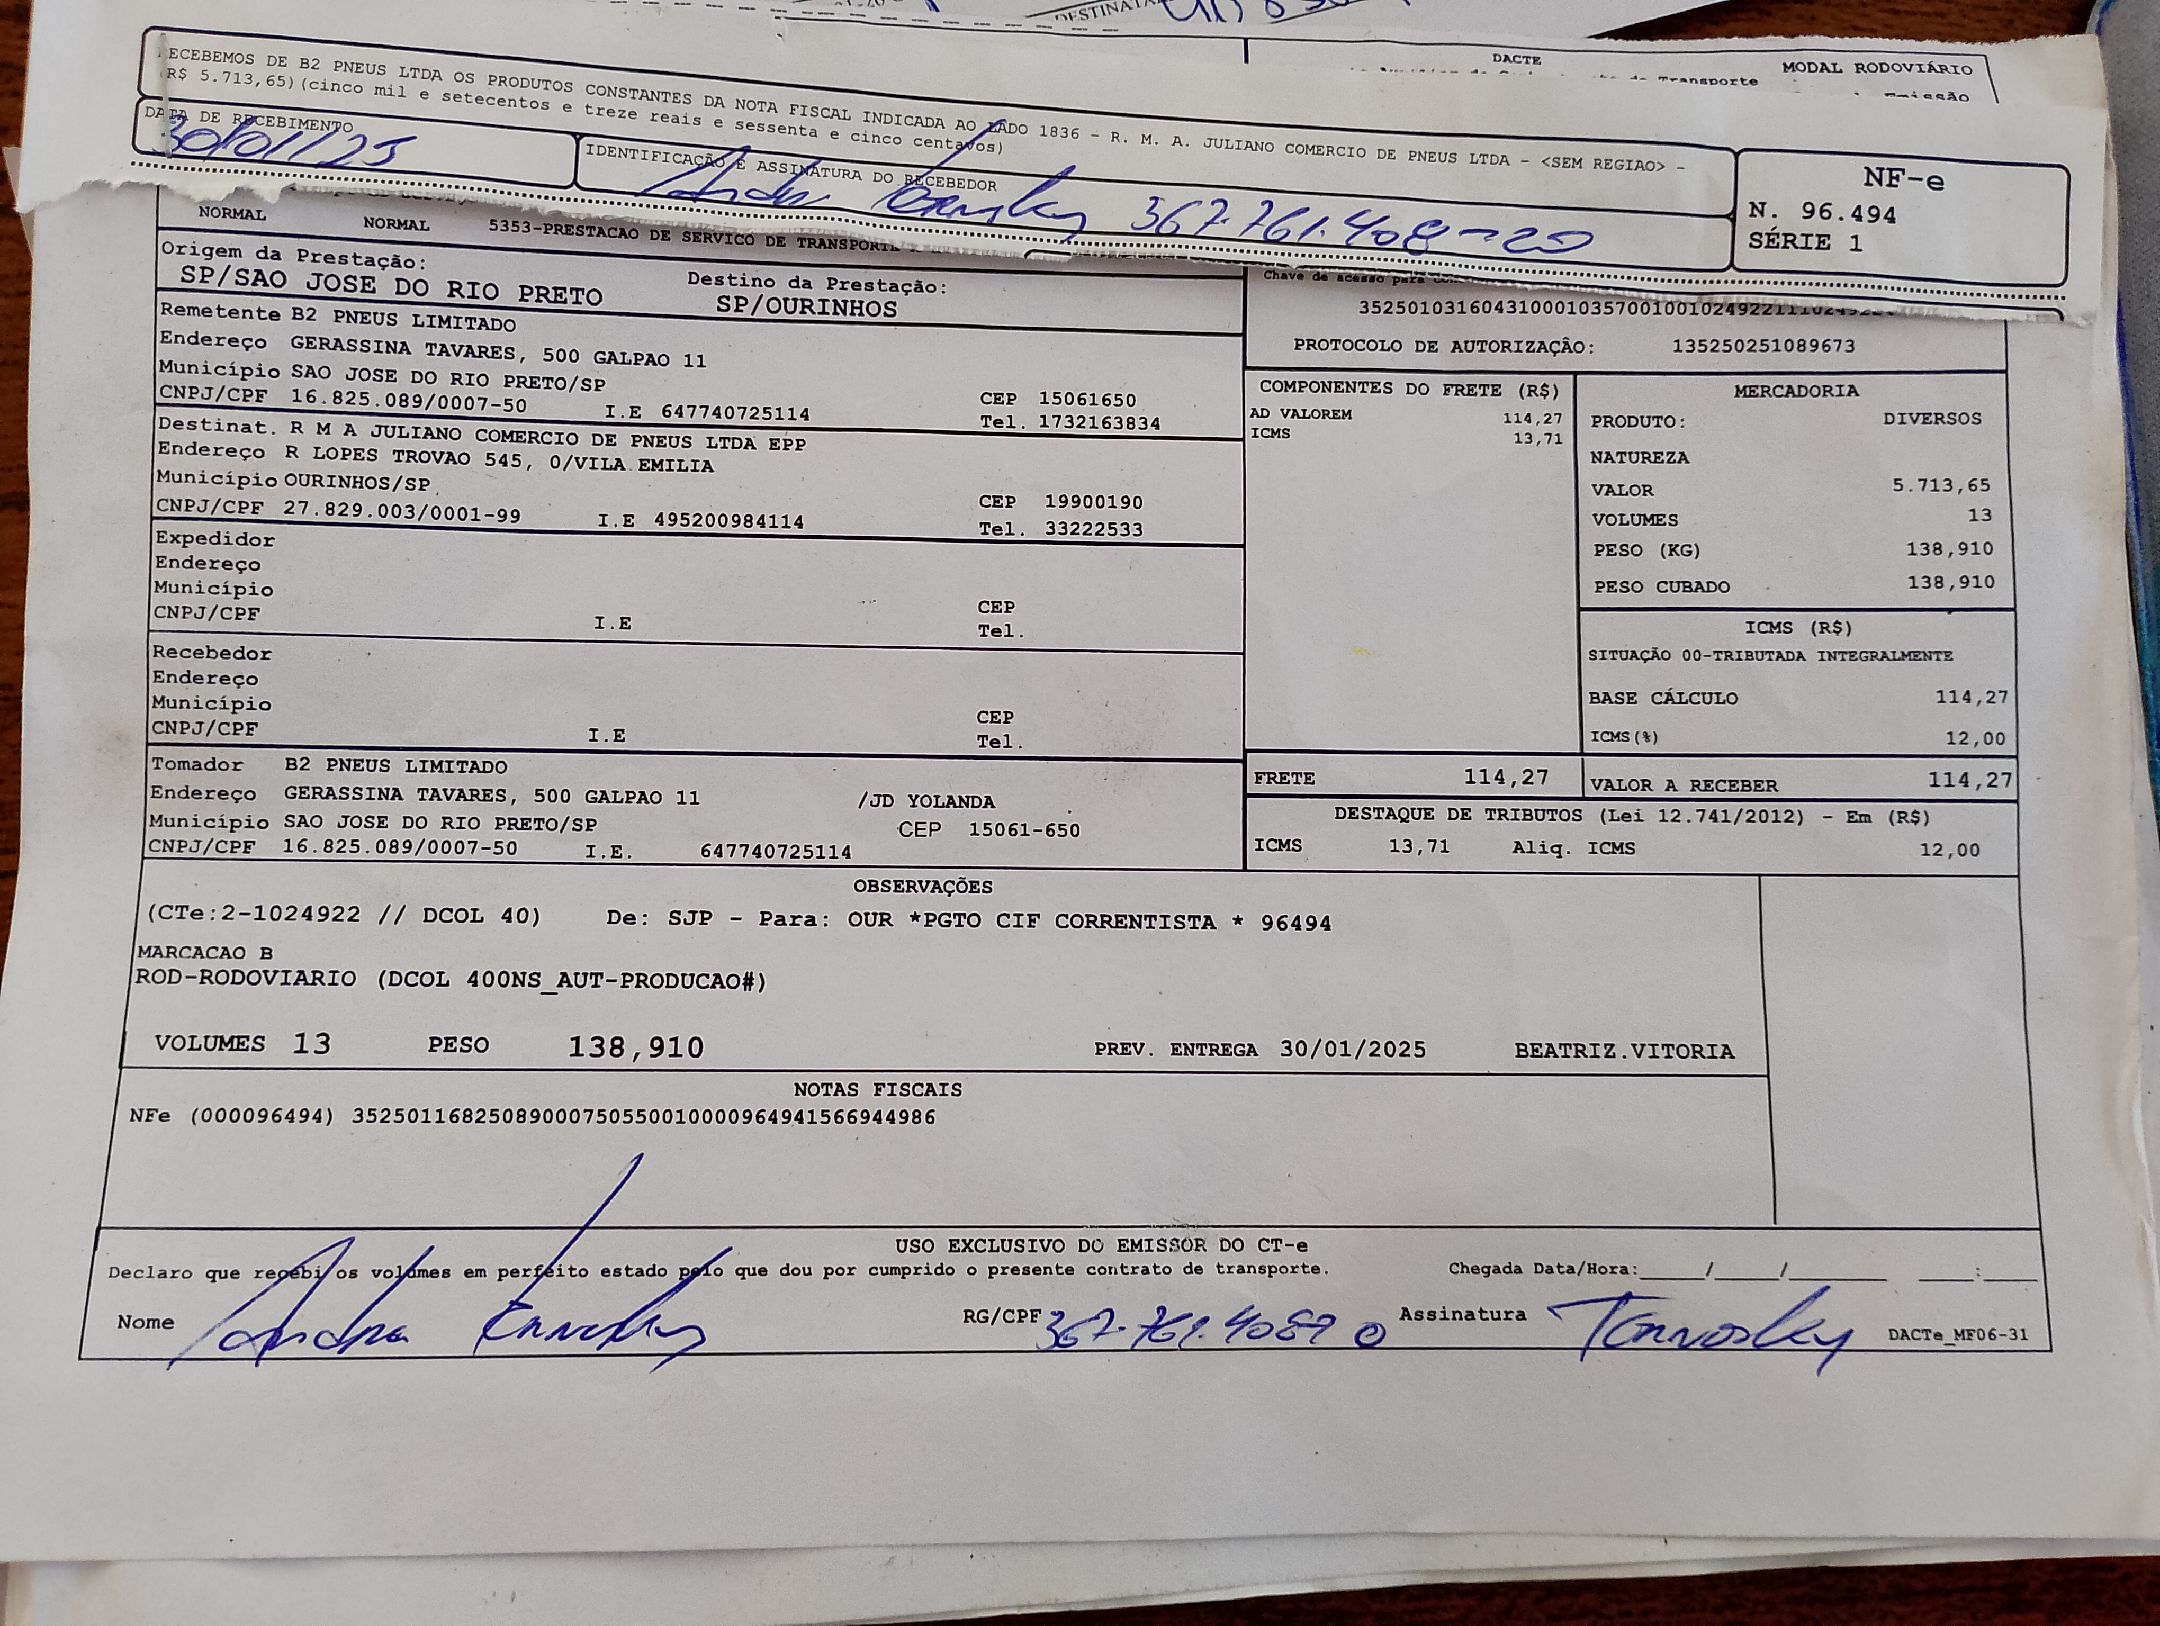 DESTINATA
DACTE
MODAL RODOVIÁRIO
de Transporte
ECEBEMOS DE B2 PNEUS LTDA OS PRODUTOS CONSTANTES DA NOTA FISCAL INDICADA AO LADO 1836 - R. M. A. JULIANO COMERCIO DE PNEUS LTDA - <SEM REGIAO> -
R$ 5.713,65) (cinco mil e setecentos e treze reais e sessenta e cinco centavos)
DATA DE RECEBIMENTO
30/01/25
IDENTIFICAÇÃO E ASSINATURA DO RECEBEDOR
367.761.408-20
NF-e
N. 96.494
SÉRIE 1
NORMAL NORMAL 5353-PRESTACAO DE SERVICO DE TRANSPORTE
Origem da Prestação:
SP/SAO JOSE DO RIO PRETO
Destino da Prestação:
SP/OURINHOS
Chave de acesso para
PROTOCOLO DE AUTORIZAÇÃO: 135250251089673
Remetente B2 PNEUS LIMITADO
Endereço GERASSINA TAVARES, 500 GALPAO 11
Município SAO JOSE DO RIO PRETO/SP
CEP 15061650
CNPJ/CPF 16.825.089/0007-50 I.E 647740725114
Tel. 1732163834
Destinat. R M A JULIANO COMERCIO DE PNEUS LTDA EPP
Endereço R LOPES TROVAO 545, 0/VILA EMILIA
Município OURINHOS/SP
CEP 19900190
CNPJ/CPF 27.829.003/0001-99 I.E 495200984114
Tel. 33222533
Expedidor
Endereço
Município
CEP
CNPJ/CPF I.E
Tel.
Recebedor
Endereço
Município
CEP
CNPJ/CPF I.E
Tel.
Tomador B2 PNEUS LIMITADO
Endereço GERASSINA TAVARES, 500 GALPAO 11 /JD YOLANDA
Município SAO JOSE DO RIO PRETO/SP CEP 15061-650
CNPJ/CPF 16.825.089/0007-50 I.E. 647740725114
COMPONENTES DO FRETE (R$)
AD VALOREM 114,27
ICMS 13,71
MERCADORIA
PRODUTO: DIVERSOS
NATUREZA
VALOR 5.713,65
VOLUMES 13
PESO (KG) 138,910
PESO CUBADO 138,910
ICMS (R$)
SITUAÇÃO 00-TRIBUTADA INTEGRALMENTE
BASE CÁLCULO 114,27
ICMS(%) 12,00
FRETE 114,27
VALOR A RECEBER 114,27
DESTAQUE DE TRIBUTOS (Lei 12.741/2012) - Em (R$)
ICMS 13,71 Aliq. ICMS 12,00
OBSERVAÇÕES
(CTe:2-1024922 // DCOL 40) De: SJP - Para: OUR *PGTO CIF CORRENTISTA * 96494
MARCACAO B
ROD-RODOVIARIO (DCOL 400NS_AUT-PRODUCAO#)
VOLUMES 13 PESO 138,910 PREV. ENTREGA 30/01/2025 BEATRIZ.VITORIA
NOTAS FISCAIS
NFe (000096494) 35250116825089000750550010000964941566944986
USO EXCLUSIVO DO EMISSOR DO CT-e
Declaro que recebi os volumes em perfeito estado pelo que dou por cumprido o presente contrato de transporte. Chegada Data/Hora:____/____/______ ___:___
Nome RG/CPF Assinatura
DACTe_MF06-31